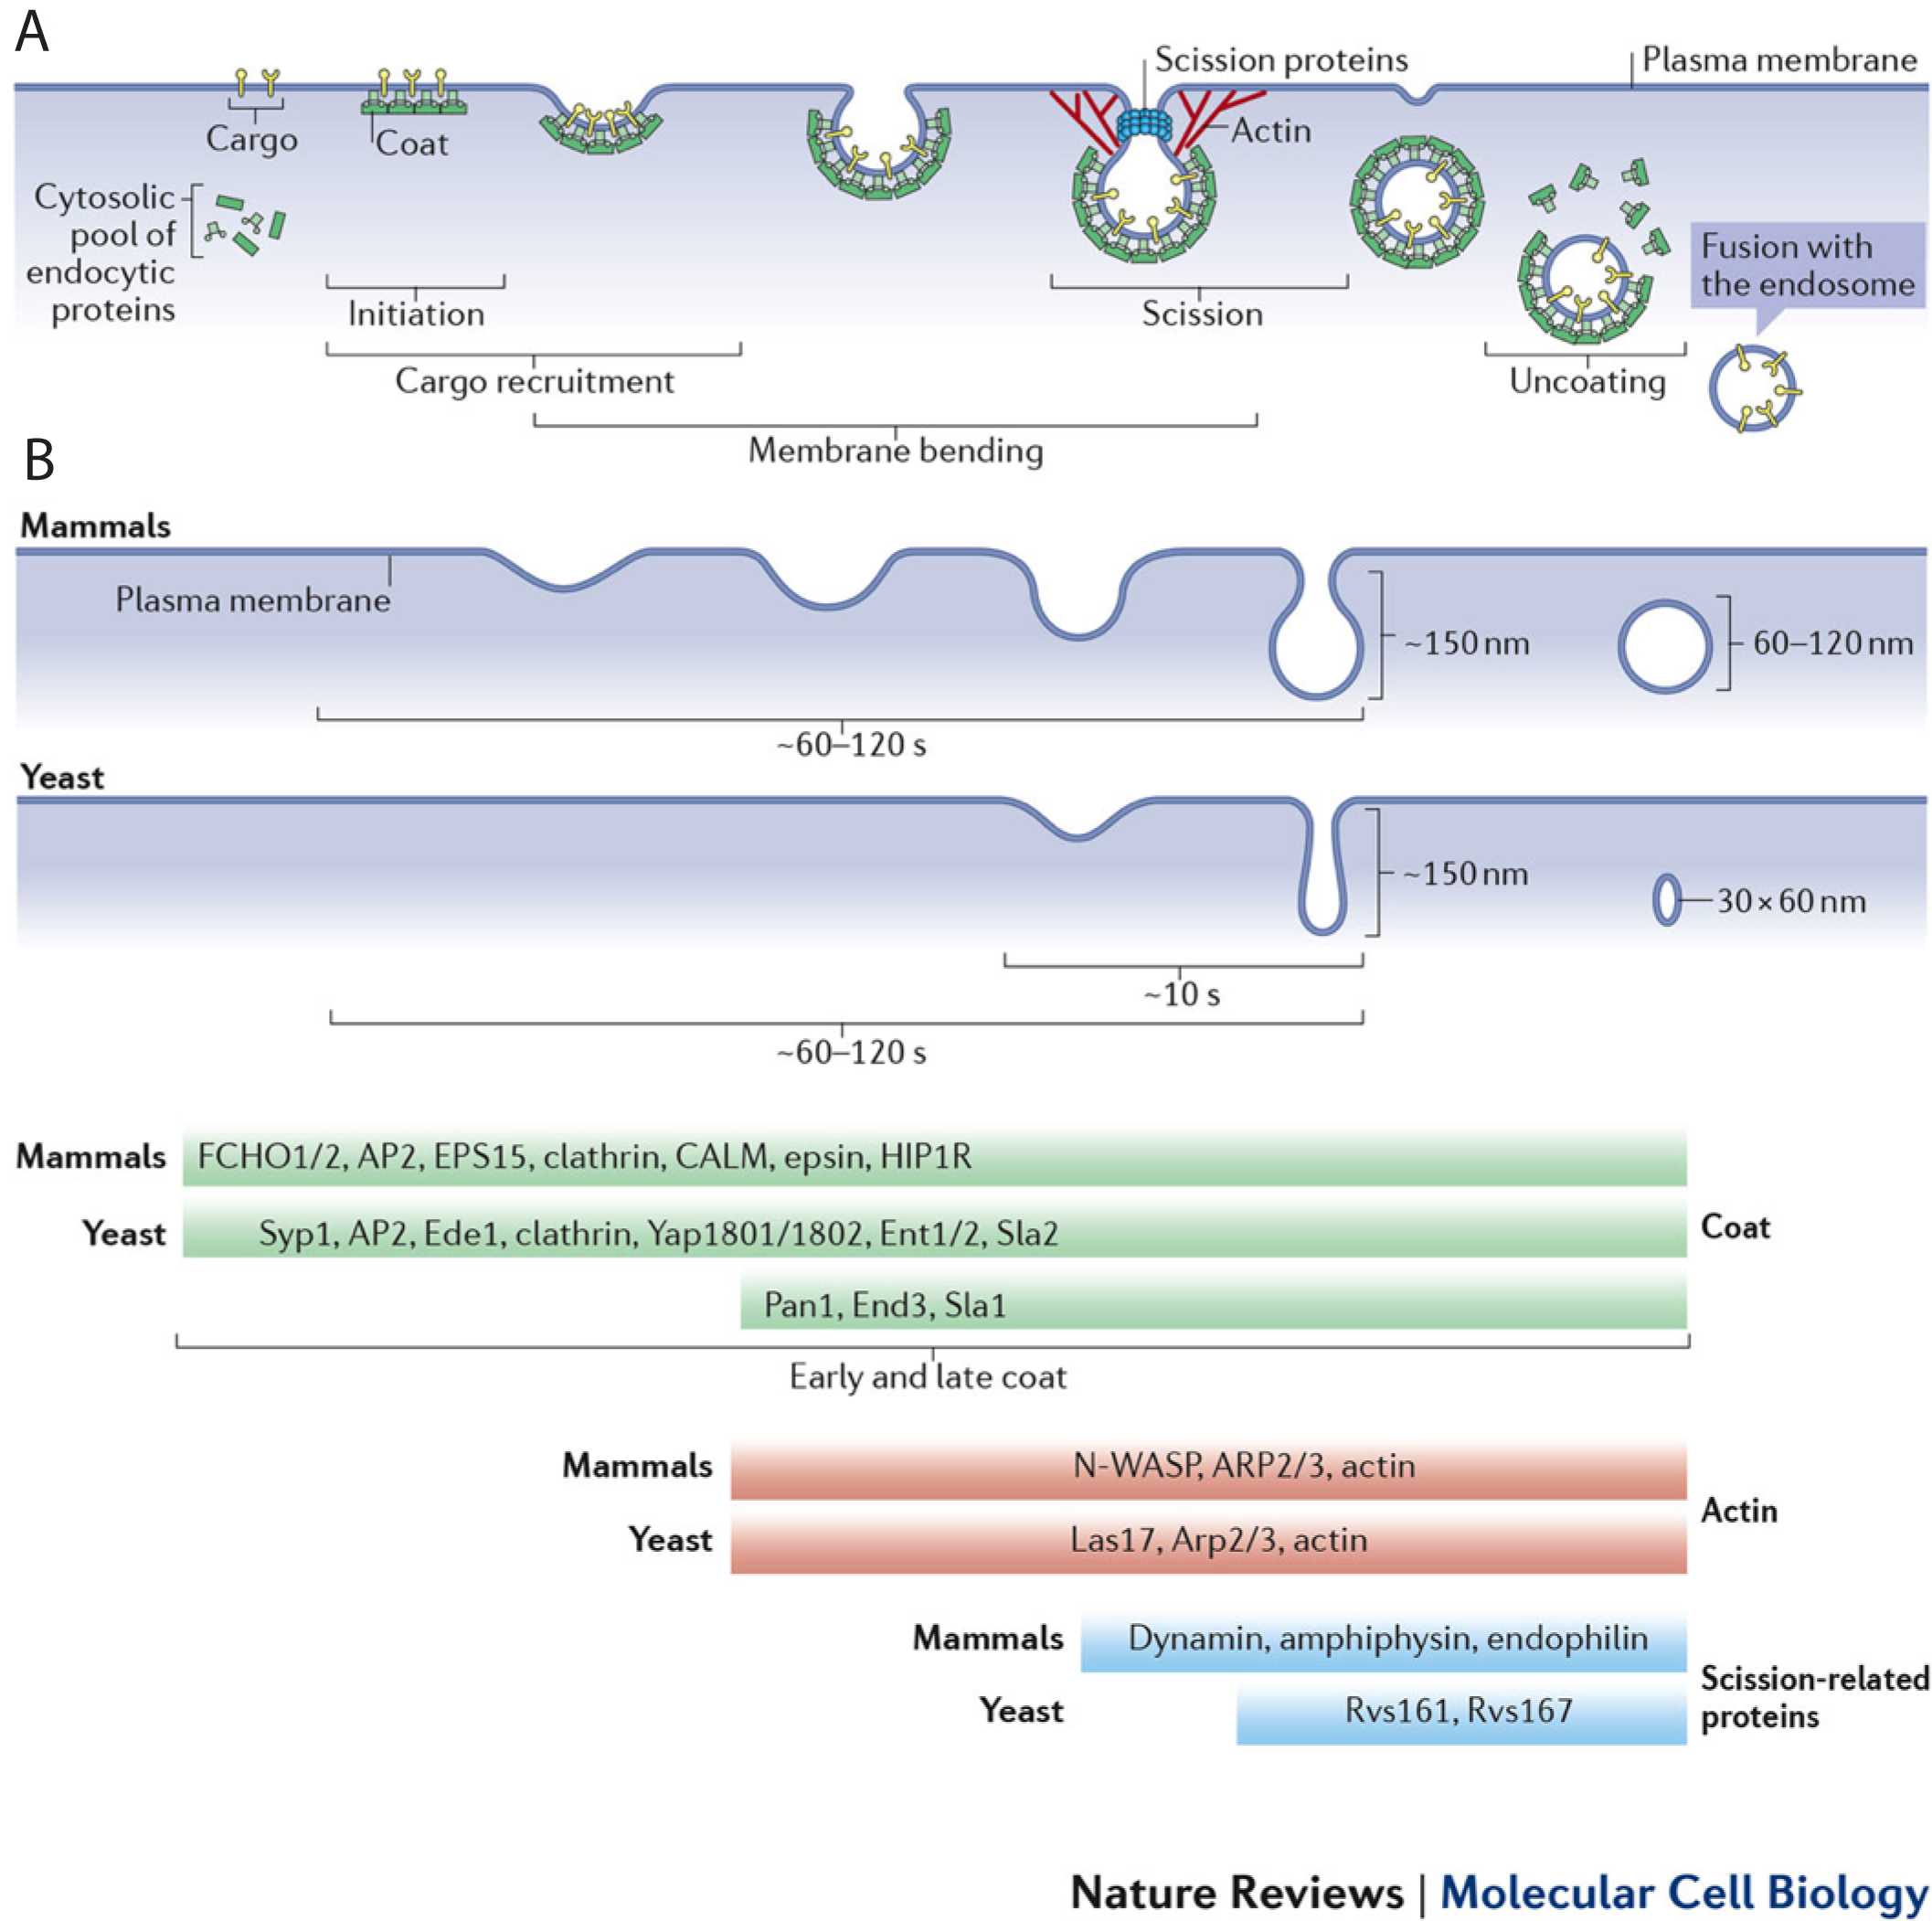 A
Scission proteins
Plasma membrane
Cargo
Coat
Actin
Cytosolic
pool of
endocytic
proteins
Fusion with
the endosome
Initiation
Scission
Cargo recruitment
Uncoating
Membrane bending
B
Mammals
Plasma membrane
~150 nm
60–120 nm
~60–120 s
Yeast
~150 nm
30 × 60 nm
~10 s
~60–120 s
Mammals
FCHO1/2, AP2, EPS15, clathrin, CALM, epsin, HIP1R
Yeast
Syp1, AP2, Ede1, clathrin, Yap1801/1802, Ent1/2, Sla2
Coat
Pan1, End3, Sla1
Early and late coat
Mammals
N-WASP, ARP2/3, actin
Actin
Yeast
Las17, Arp2/3, actin
Mammals
Dynamin, amphiphysin, endophilin
Scission-related
proteins
Yeast
Rvs161, Rvs167
Nature Reviews | Molecular Cell Biology